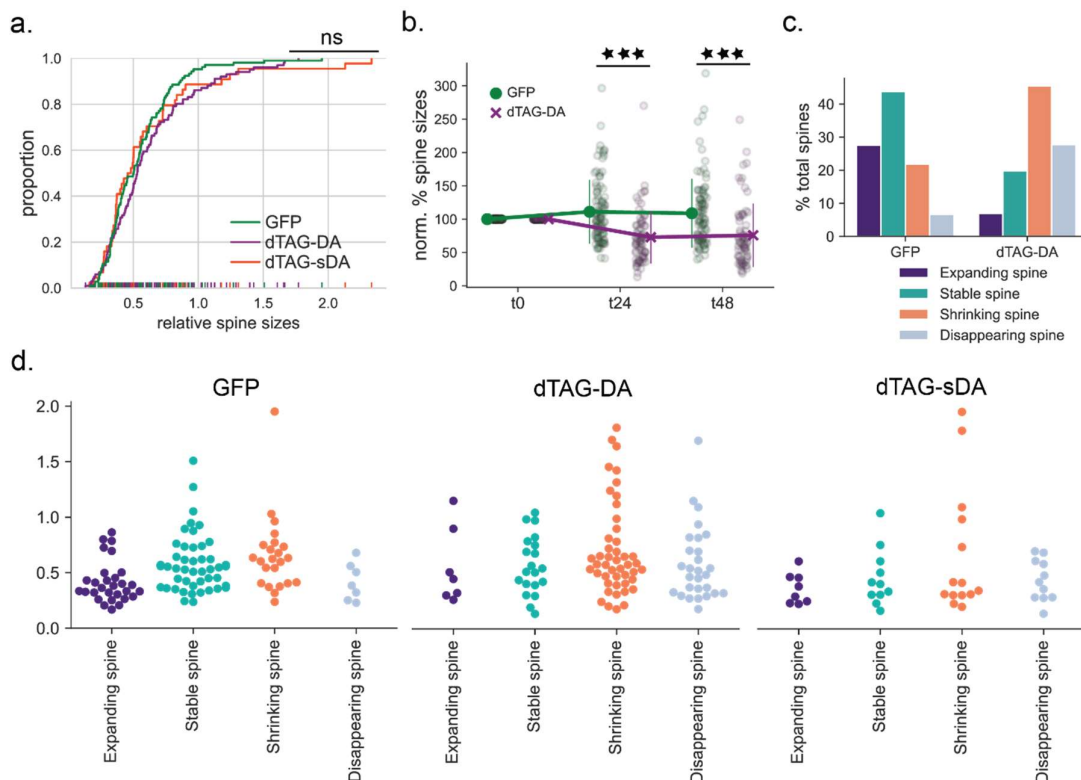 a.
ns
1.0
0.8
0.6
0.4
0.2
0.0
proportion
GFP
dTAG-DA
dTAG-sDA
0.5
1.0
1.5
2.0
relative spine sizes
b.
★★★
★★★
300
250
200
150
100
50
0
norm. % spine sizes
GFP
dTAG-DA
t0
t24
t48
c.
40
30
20
10
0
% total spines
GFP
dTAG-DA
Expanding spine
Stable spine
Shrinking spine
Disappearing spine
d.
GFP
dTAG-DA
dTAG-sDA
2.0
1.5
1.0
0.5
0.0
Expanding spine
Stable spine
Shrinking spine
Disappearing spine
Expanding spine
Stable spine
Shrinking spine
Disappearing spine
Expanding spine
Stable spine
Shrinking spine
Disappearing spine